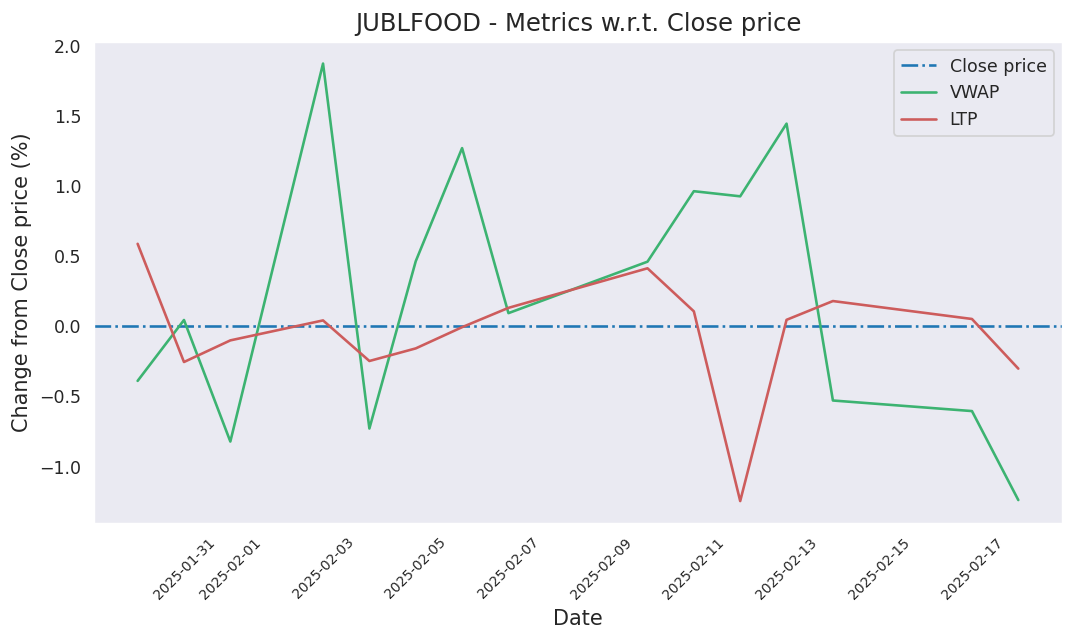 JUBLFOOD - Metrics w.r.t. Close price
Change from Close price (%)
2.0
1.5
1.0
0.5
0.0
−0.5
−1.0
Close price
VWAP
LTP
2025-01-31
2025-02-01
2025-02-03
2025-02-05
2025-02-07
2025-02-09
2025-02-11
2025-02-13
2025-02-15
2025-02-17
Date